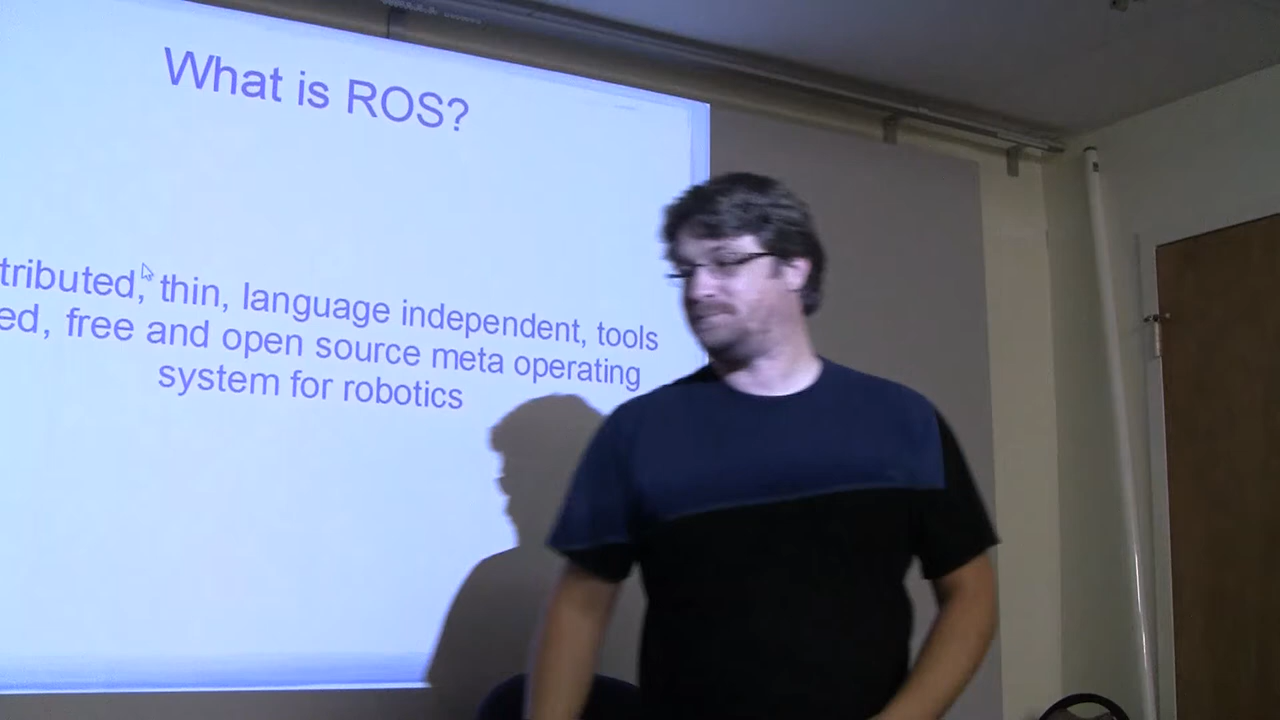 What is ROS?
tributed, thin, language independent, tools
ed, free and open source meta operating
system for robotics